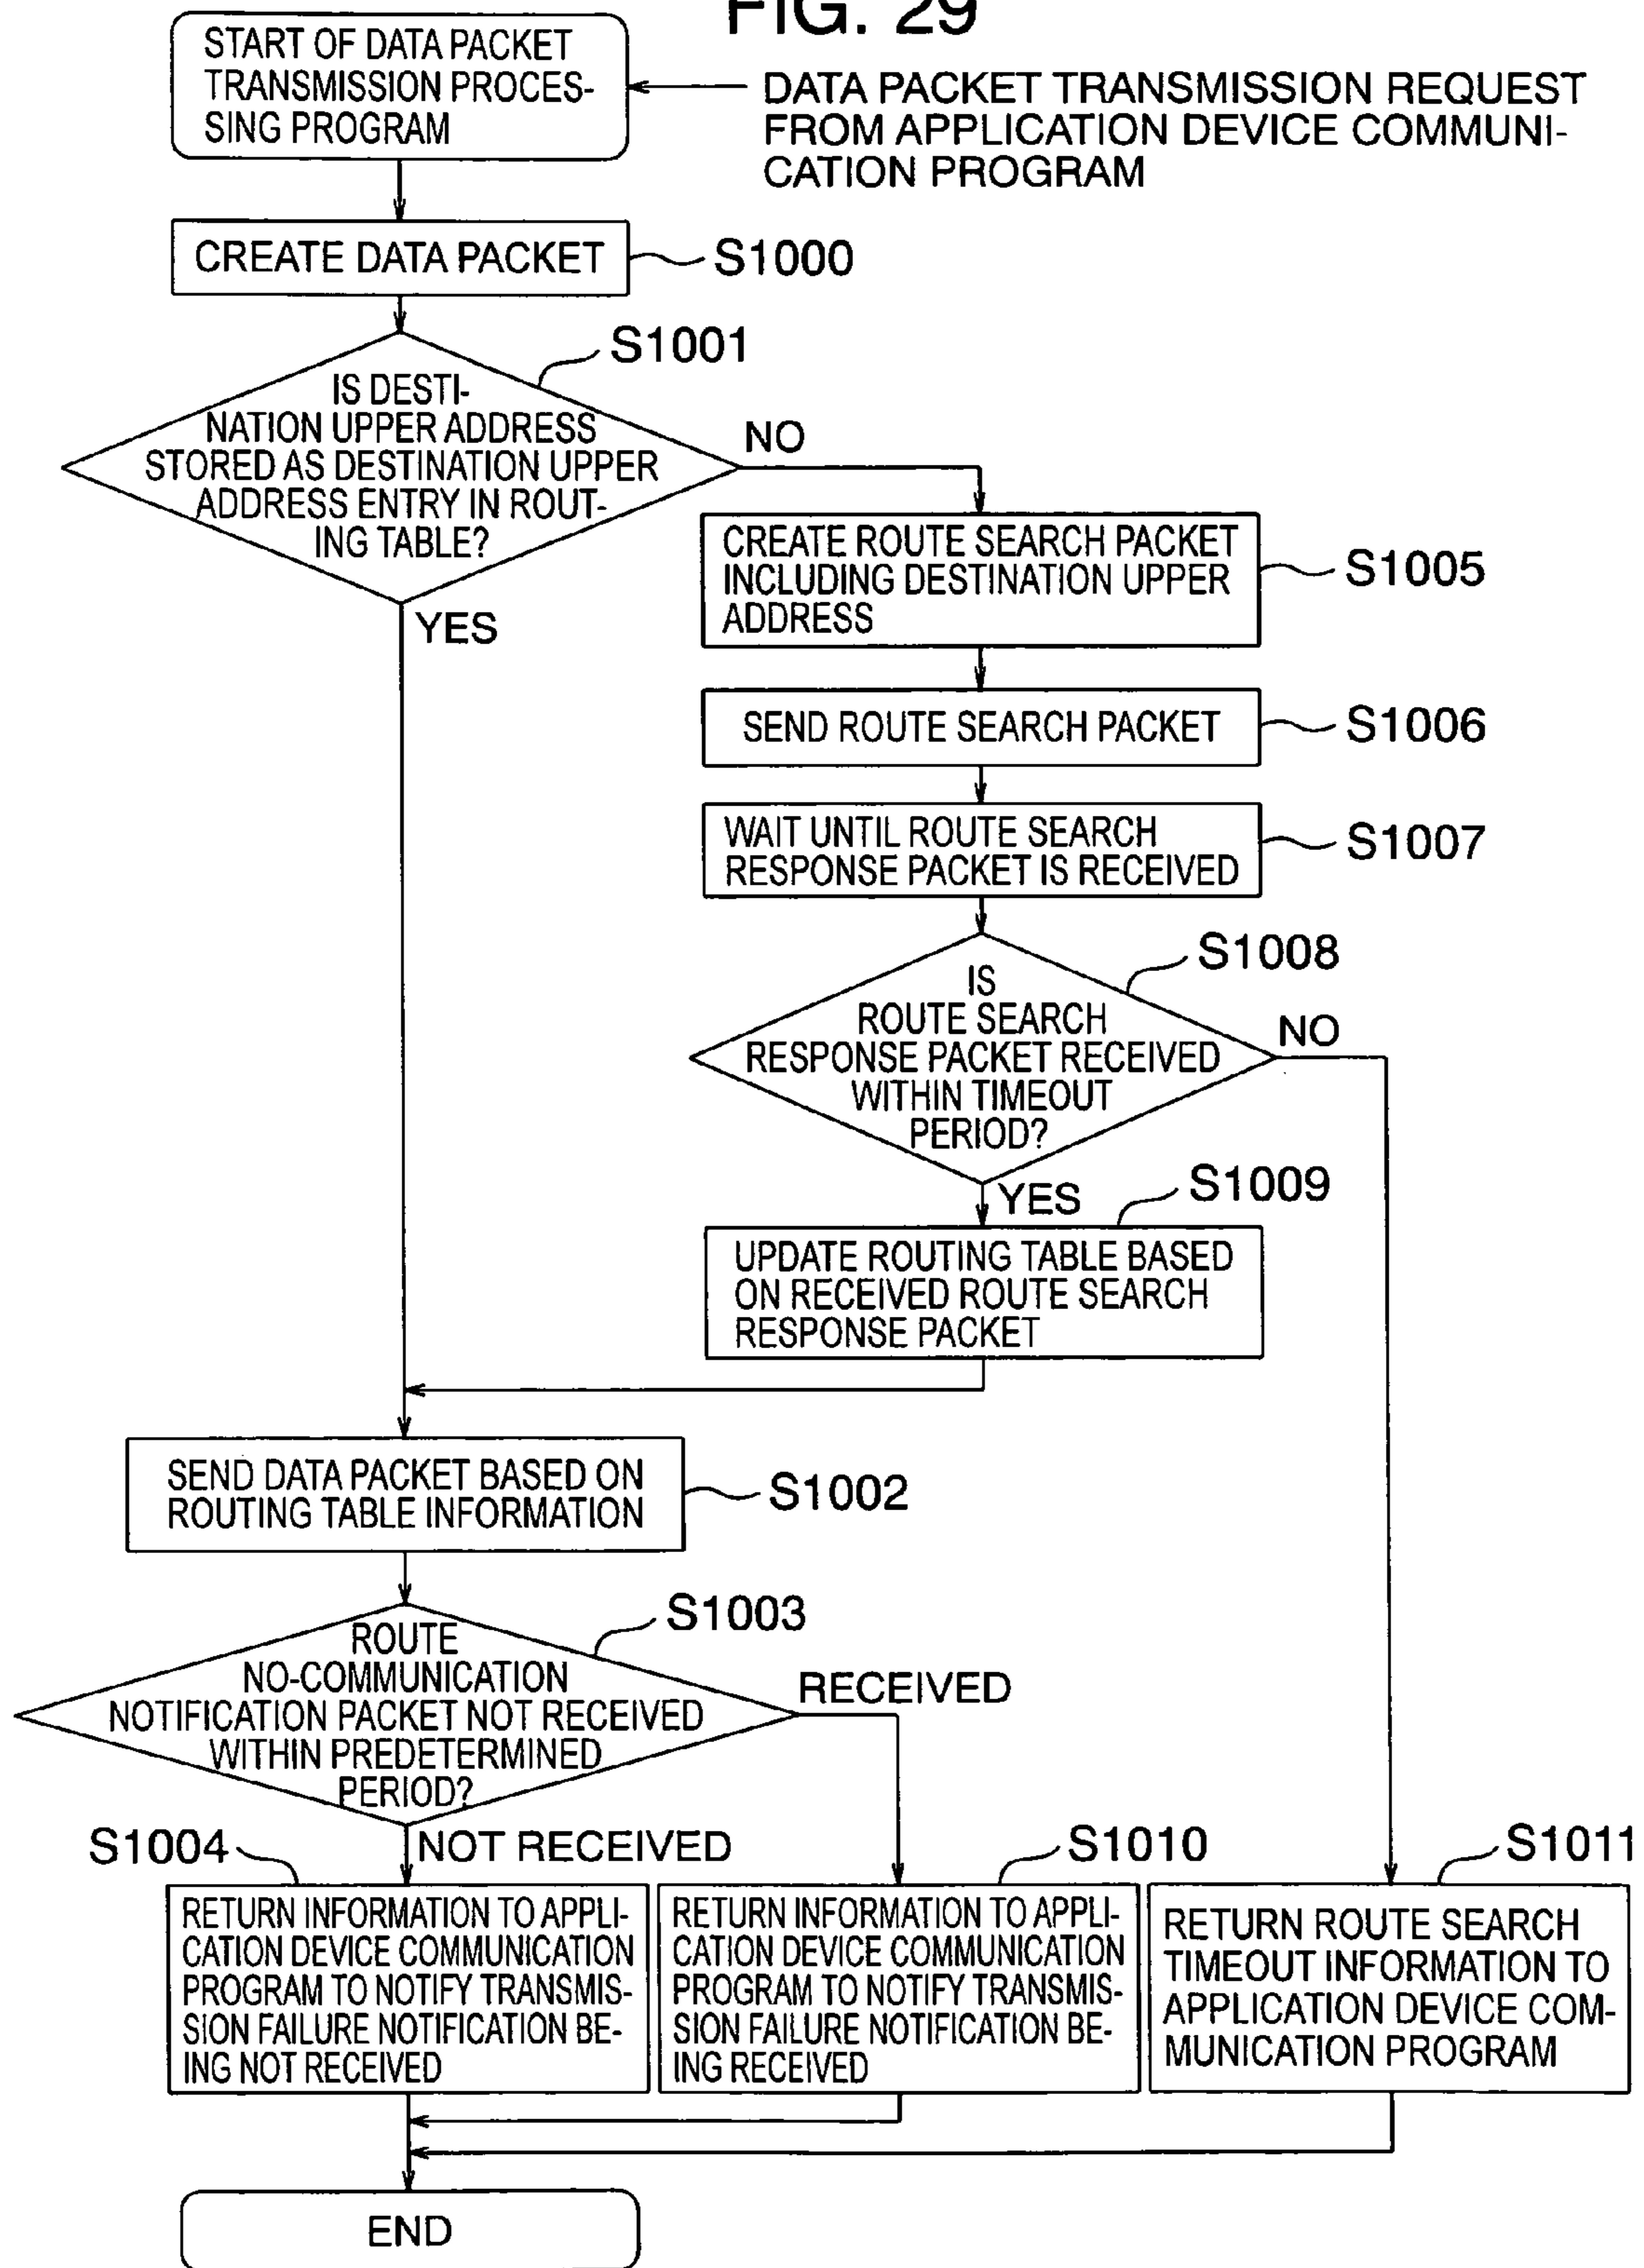 FIG. 29
START OF DATA PACKET
TRANSMISSION PROCES-
SING PROGRAM
DATA PACKET TRANSMISSION REQUEST
FROM APPLICATION DEVICE COMMUNI-
CATION PROGRAM
CREATE DATA PACKET
S1000
S1001
IS DESTI-
NATION UPPER ADDRESS
STORED AS DESTINATION UPPER
ADDRESS ENTRY IN ROUT-
ING TABLE?
NO
YES
CREATE ROUTE SEARCH PACKET
INCLUDING DESTINATION UPPER
ADDRESS
S1005
SEND ROUTE SEARCH PACKET
S1006
WAIT UNTIL ROUTE SEARCH
RESPONSE PACKET IS RECEIVED
S1007
S1008
IS
ROUTE SEARCH
RESPONSE PACKET RECEIVED
WITHIN TIMEOUT
PERIOD?
NO
YES
S1009
UPDATE ROUTING TABLE BASED
ON RECEIVED ROUTE SEARCH
RESPONSE PACKET
SEND DATA PACKET BASED ON
ROUTING TABLE INFORMATION
S1002
S1003
ROUTE
NO-COMMUNICATION
NOTIFICATION PACKET NOT RECEIVED
WITHIN PREDETERMINED
PERIOD?
RECEIVED
NOT RECEIVED
S1004
RETURN INFORMATION TO APPLI-
CATION DEVICE COMMUNICATION
PROGRAM TO NOTIFY TRANSMIS-
SION FAILURE NOTIFICATION BE-
ING NOT RECEIVED
S1010
RETURN INFORMATION TO APPLI-
CATION DEVICE COMMUNICATION
PROGRAM TO NOTIFY TRANSMIS-
SION FAILURE NOTIFICATION BE-
ING RECEIVED
S1011
RETURN ROUTE SEARCH
TIMEOUT INFORMATION TO
APPLICATION DEVICE COM-
MUNICATION PROGRAM
END